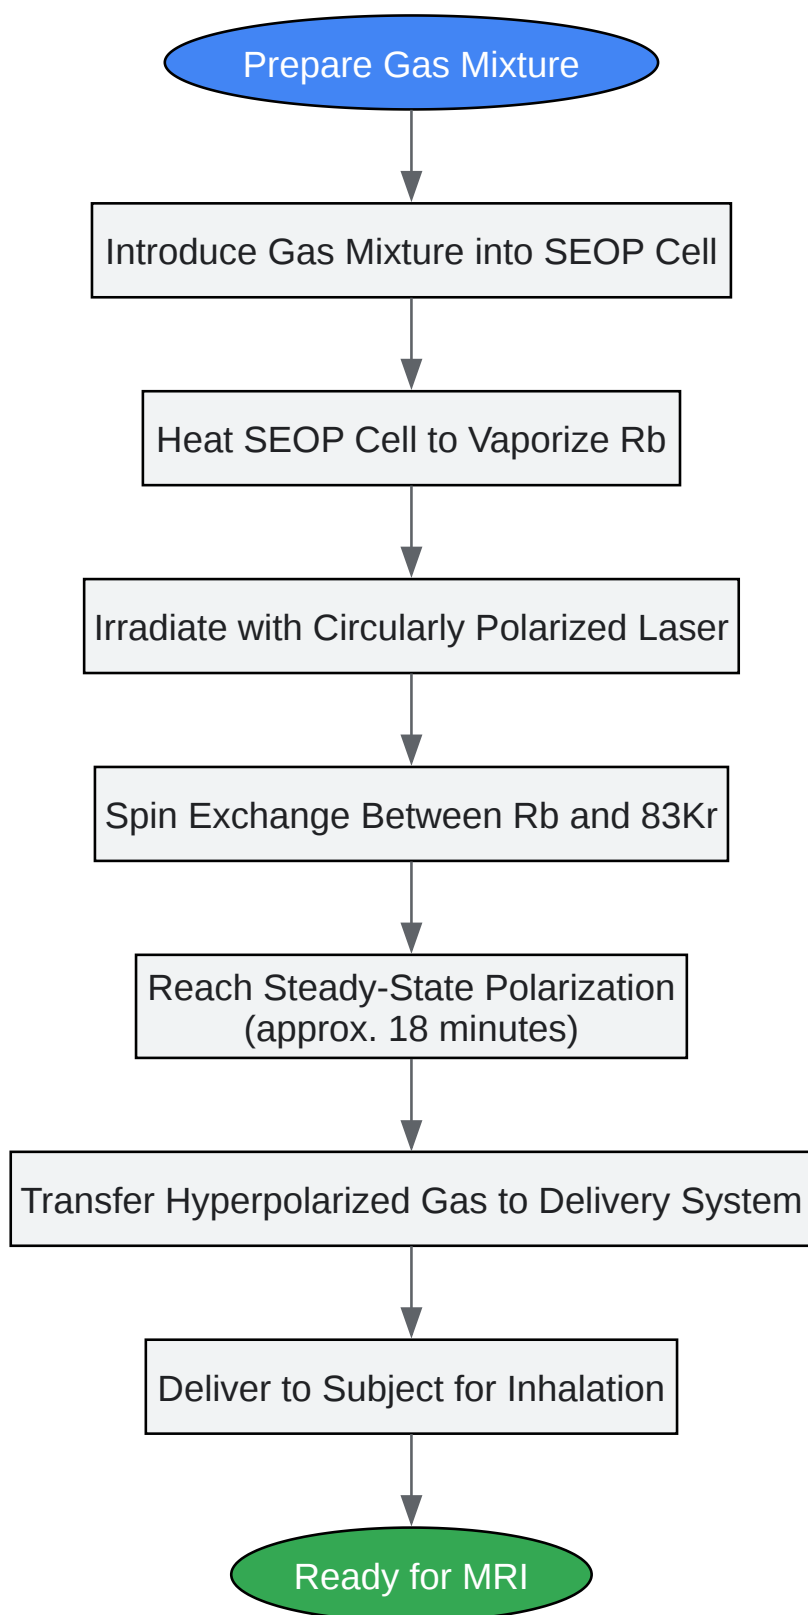 Prepare Gas Mixture
Introduce Gas Mixture into SEOP Cell
Heat SEOP Cell to Vaporize Rb
Irradiate with Circularly Polarized Laser
Spin Exchange Between Rb and 83Kr
Reach Steady-State Polarization
(approx. 18 minutes)
Transfer Hyperpolarized Gas to Delivery System
Deliver to Subject for Inhalation
Ready for MRI